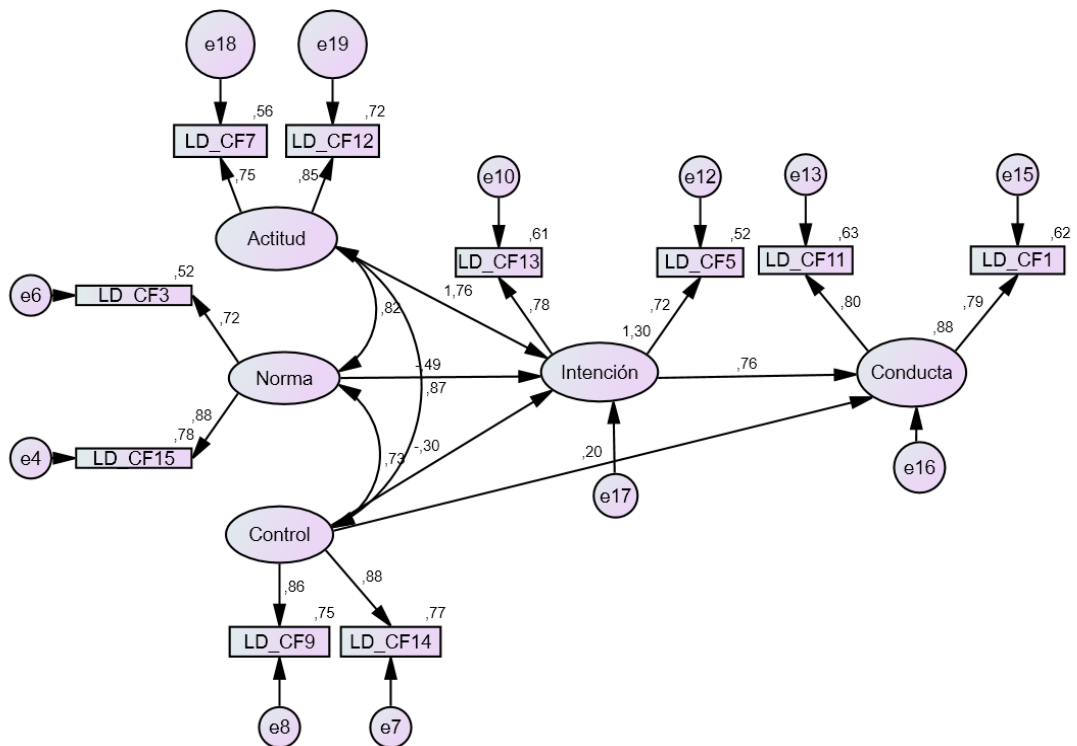 e18
e19
,56
,72
LD_CF7
LD_CF12
,75
,85
e10
e12
e13
e15
Actitud
,61
,52
,63
,62
LD_CF13
LD_CF5
LD_CF11
LD_CF1
e6
,52
LD_CF3
,72
,82
1,76
,78
,72
,80
,79
1,30
,88
Norma
-,49
,87
Intención
,76
Conducta
,88
,78
e4
LD_CF15
,73
-,30
,20
e17
e16
Control
,86
,88
,75
,77
LD_CF9
LD_CF14
e8
e7